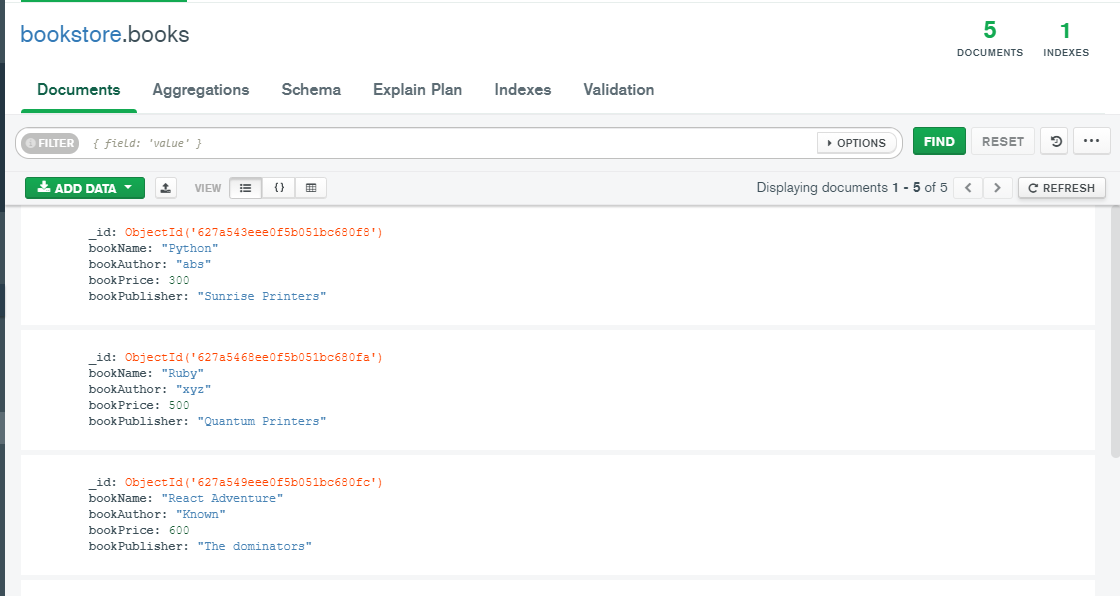 bookstore.books
5
DOCUMENTS
1
INDEXES
Documents Aggregations Schema Explain Plan Indexes Validation
FILTER { field: 'value' } OPTIONS FIND RESET ...
ADD DATA VIEW { } Displaying documents 1 - 5 of 5 < > REFRESH
_id: ObjectId('627a543eee0f5b051bc680f8')
bookName: "Python"
bookAuthor: "abs"
bookPrice: 300
bookPublisher: "Sunrise Printers"
_id: ObjectId('627a5468ee0f5b051bc680fa')
bookName: "Ruby"
bookAuthor: "xyz"
bookPrice: 500
bookPublisher: "Quantum Printers"
_id: ObjectId('627a549eee0f5b051bc680fc')
bookName: "React Adventure"
bookAuthor: "Known"
bookPrice: 600
bookPublisher: "The dominators"